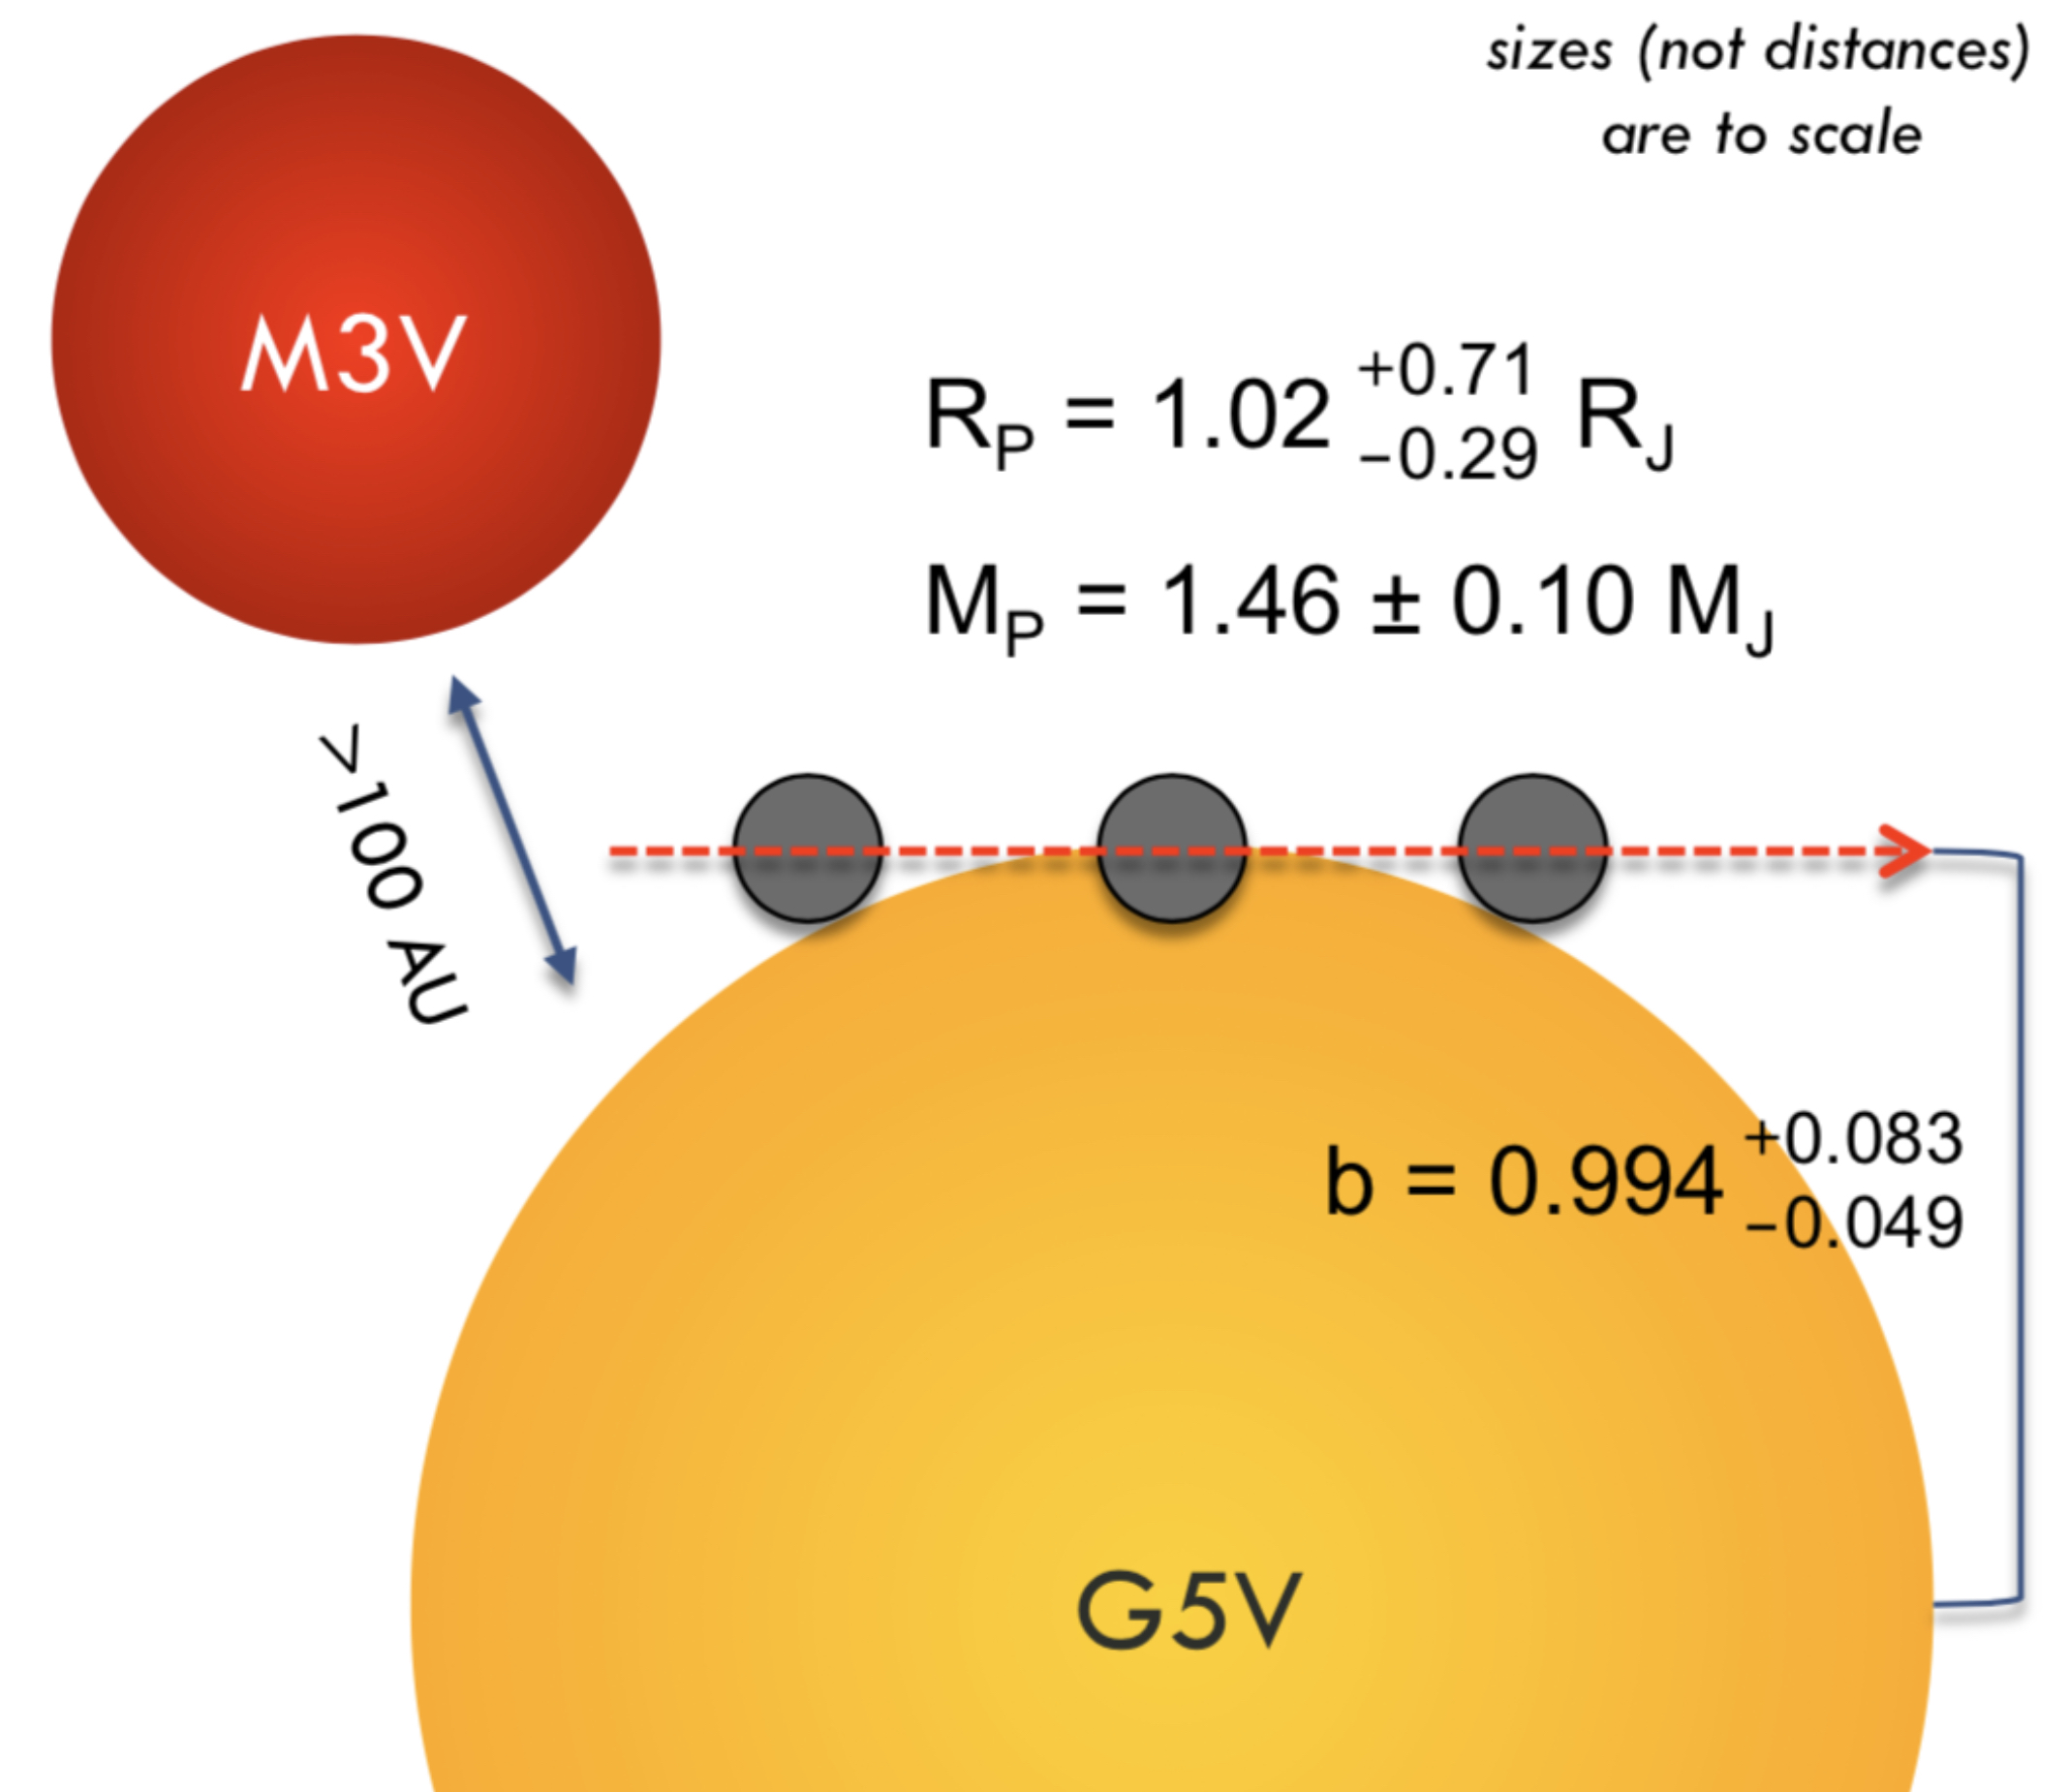 sizes (not distances)
are to scale
M3V
R_P = 1.02 +0.71 −0.29 R_J
M_P = 1.46 ± 0.10 M_J
>100 AU
b = 0.994 +0.083 −0.049
G5V